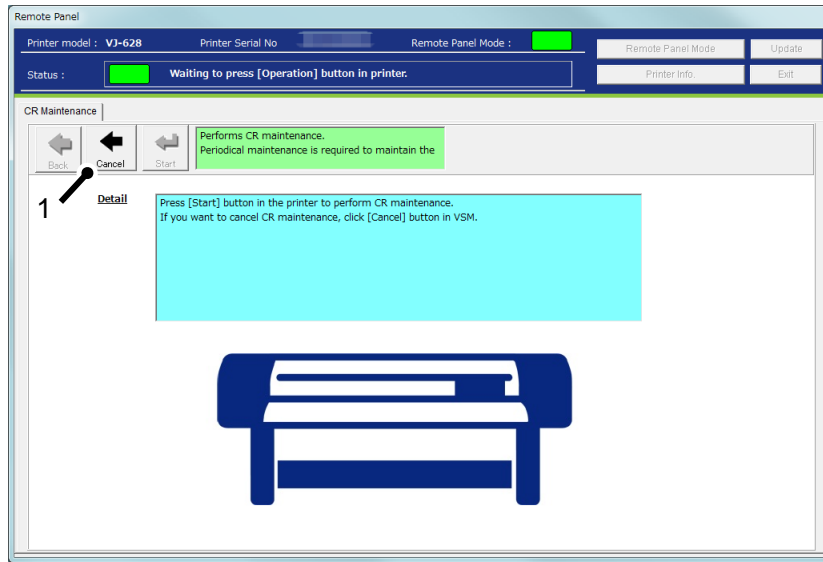 Remote Panel
Printer model : VJ-628 Printer Serial No Remote Panel Mode :
Remote Panel Mode Update
Status : Waiting to press [Operation] button in printer.
Printer Info. Exit
CR Maintenance
Back Cancel Start
Performs CR maintenance.
Periodical maintenance is required to maintain the
1
Detail
Press [Start] button in the printer to perform CR maintenance.
If you want to cancel CR maintenance, click [Cancel] button in VSM.